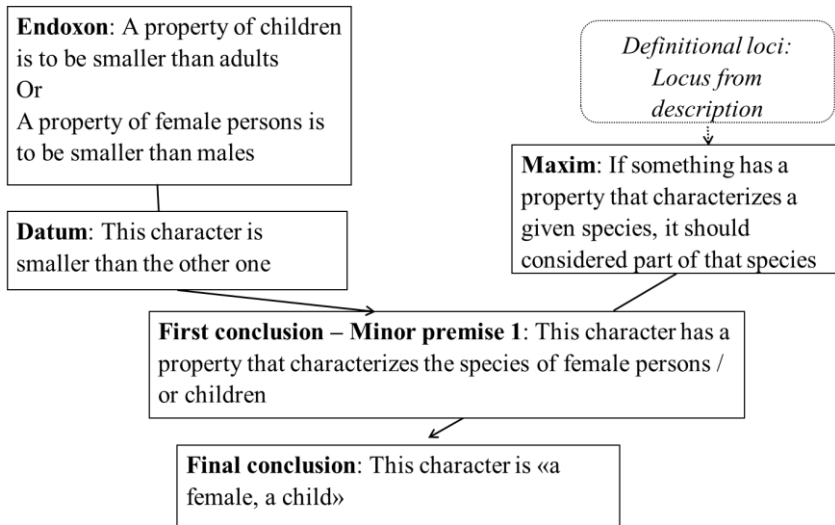 Endoxon: A property of children
is to be smaller than adults
Or
A property of female persons is
to be smaller than males
Definitional loci:
Locus from
description
Maxim: If something has a
property that characterizes a
given species, it should
considered part of that species
Datum: This character is
smaller than the other one
First conclusion – Minor premise 1: This character has a
property that characterizes the species of female persons /
or children
Final conclusion: This character is «a
female, a child»